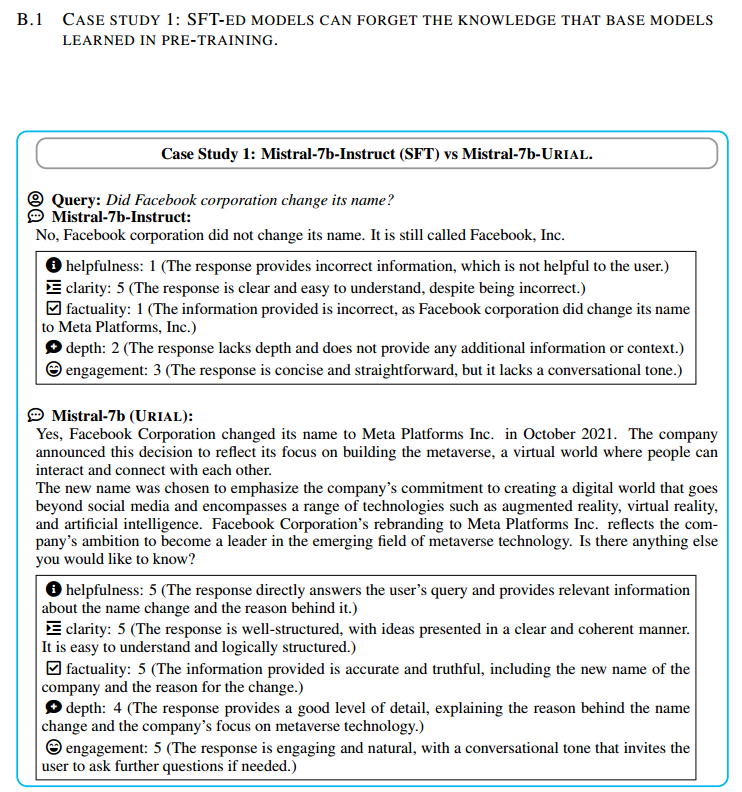 B.1 CASE STUDY 1: SFT-ED MODELS CAN FORGET THE KNOWLEDGE THAT BASE MODELS
LEARNED IN PRE-TRAINING.
Case Study 1: Mistral-7b-Instruct (SFT) vs Mistral-7b-URIAL.
Query: Did Facebook corporation change its name?
Mistral-7b-Instruct:
No, Facebook corporation did not change its name. It is still called Facebook, Inc.
helpfulness: 1 (The response provides incorrect information, which is not helpful to the user.)
clarity: 5 (The response is clear and easy to understand, despite being incorrect.)
factuality: 1 (The information provided is incorrect, as Facebook corporation did change its name
to Meta Platforms, Inc.)
depth: 2 (The response lacks depth and does not provide any additional information or context.)
engagement: 3 (The response is concise and straightforward, but it lacks a conversational tone.)
Mistral-7b (URIAL):
Yes, Facebook Corporation changed its name to Meta Platforms Inc. in October 2021. The company
announced this decision to reflect its focus on building the metaverse, a virtual world where people can
interact and connect with each other.
The new name was chosen to emphasize the company's commitment to creating a digital world that goes
beyond social media and encompasses a range of technologies such as augmented reality, virtual reality,
and artificial intelligence. Facebook Corporation's rebranding to Meta Platforms Inc. reflects the com-
pany's ambition to become a leader in the emerging field of metaverse technology. Is there anything else
you would like to know?
helpfulness: 5 (The response directly answers the user's query and provides relevant information
about the name change and the reason behind it.)
clarity: 5 (The response is well-structured, with ideas presented in a clear and coherent manner.
It is easy to understand and logically structured.)
factuality: 5 (The information provided is accurate and truthful, including the new name of the
company and the reason for the change.)
depth: 4 (The response provides a good level of detail, explaining the reason behind the name
change and the company's focus on metaverse technology.)
engagement: 5 (The response is engaging and natural, with a conversational tone that invites the
user to ask further questions if needed.)